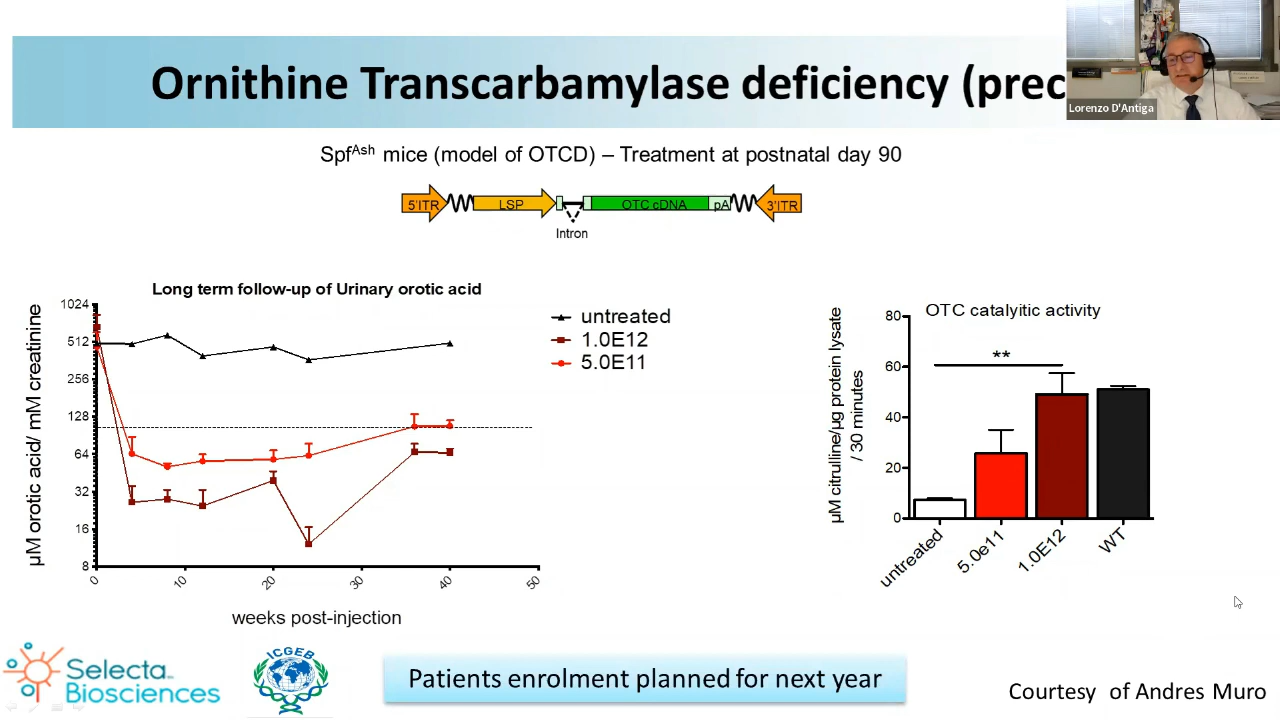 Ornithine Transcarbamylase deficiency (prec
Lorenzo D'Antiga
Spf^Ash mice (model of OTCD) – Treatment at postnatal day 90
5'ITR LSP OTC cDNA pA 3'ITR
Intron
Long term follow-up of Urinary orotic acid
µM orotic acid/ mM creatinine
1024
512
256
128
64
32
16
8
0 10 20 30 40 50
weeks post-injection
untreated
1.0E12
5.0E11
OTC catalyitic activity
µM citrulline/µg protein lysate
/ 30 minutes
80
60
40
20
0
**
untreated 5.0e11 1.0E12 WT
Selecta
Biosciences
ICGEB
Patients enrolment planned for next year
Courtesy of Andres Muro